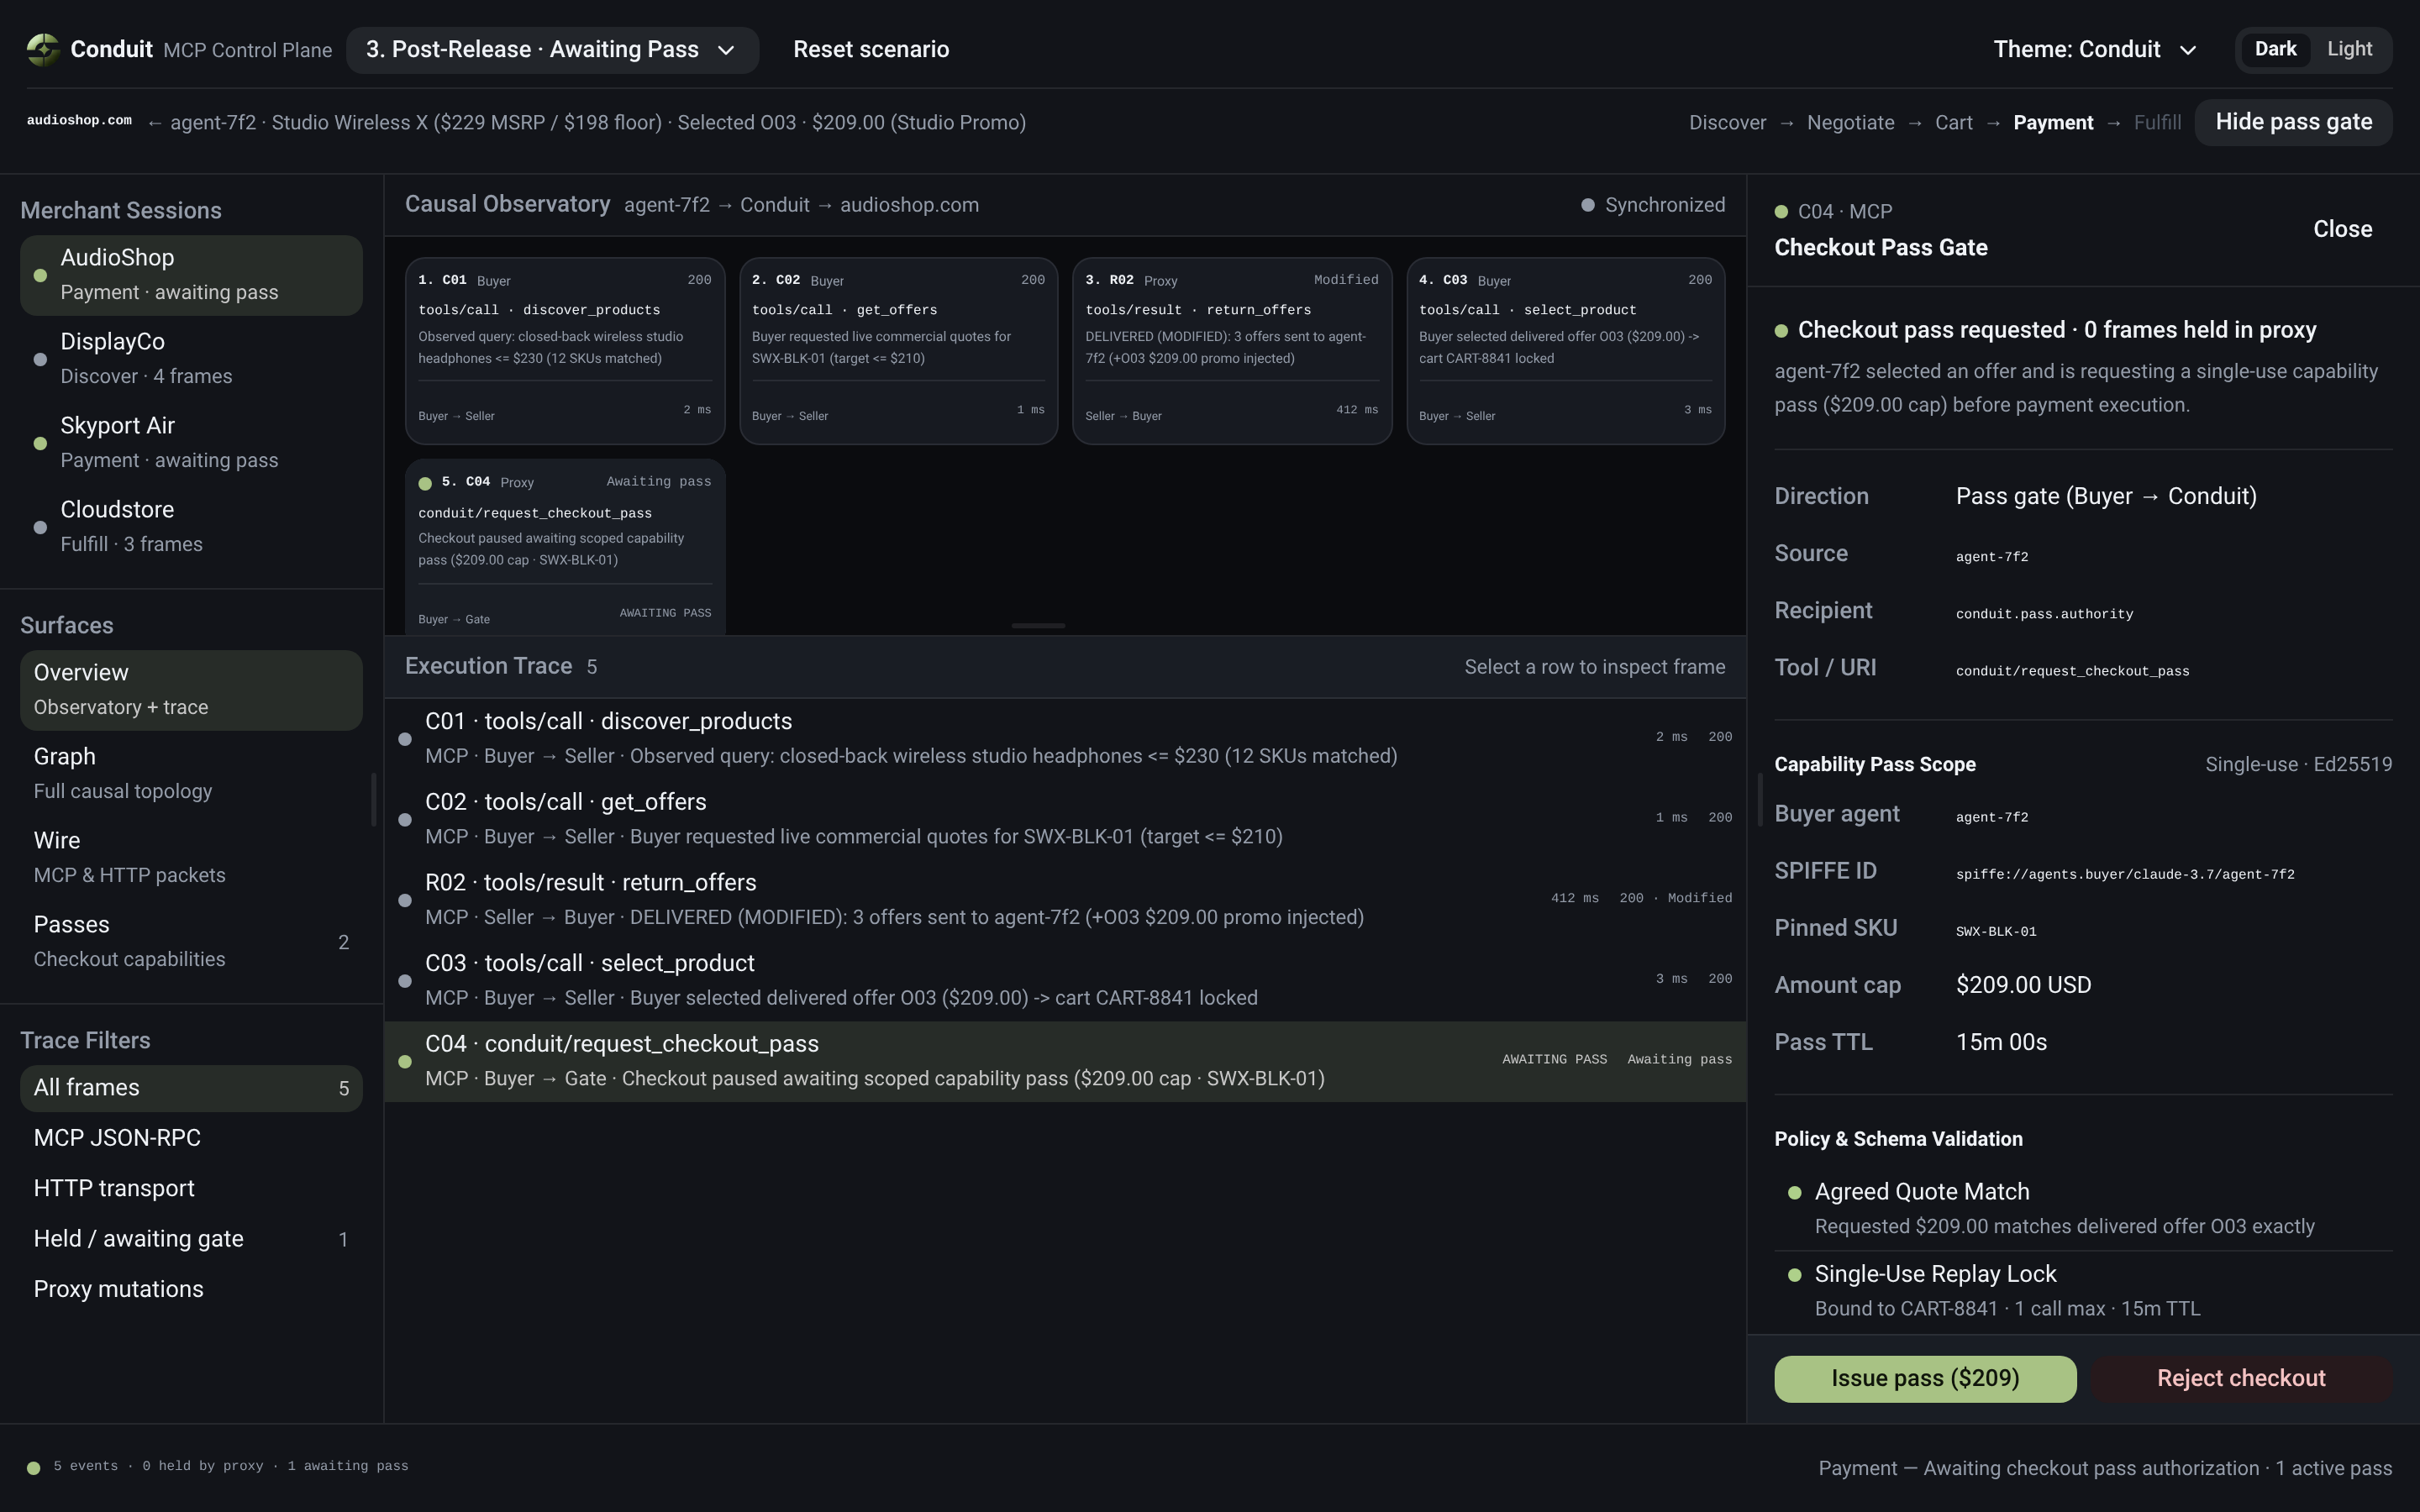 Conduit MCP Control Plane 3. Post-Release · Awaiting Pass Reset scenario Theme: Conduit Dark Light
audioshop.com ← agent-7f2 · Studio Wireless X ($229 MSRP / $198 floor) · Selected O03 · $209.00 (Studio Promo) Discover → Negotiate → Cart → Payment → Fulfill Hide pass gate
Merchant Sessions
AudioShop
Payment · awaiting pass
DisplayCo
Discover · 4 frames
Skyport Air
Payment · awaiting pass
Cloudstore
Fulfill · 3 frames
Surfaces
Overview
Observatory + trace
Graph
Full causal topology
Wire
MCP & HTTP packets
Passes 2
Checkout capabilities
Trace Filters
All frames 5
MCP JSON-RPC
HTTP transport
Held / awaiting gate 1
Proxy mutations
Causal Observatory agent-7f2 → Conduit → audioshop.com Synchronized
1. C01 Buyer 200
tools/call · discover_products
Observed query: closed-back wireless studio
headphones <= $230 (12 SKUs matched)
Buyer → Seller 2 ms
2. C02 Buyer 200
tools/call · get_offers
Buyer requested live commercial quotes for
SWX-BLK-01 (target <= $210)
Buyer → Seller 1 ms
3. R02 Proxy Modified
tools/result · return_offers
DELIVERED (MODIFIED): 3 offers sent to agent-
7f2 (+O03 $209.00 promo injected)
Seller → Buyer 412 ms
4. C03 Buyer 200
tools/call · select_product
Buyer selected delivered offer O03 ($209.00) ->
cart CART-8841 locked
Buyer → Seller 3 ms
5. C04 Proxy Awaiting pass
conduit/request_checkout_pass
Checkout paused awaiting scoped capability
pass ($209.00 cap · SWX-BLK-01)
Buyer → Gate AWAITING PASS
Execution Trace 5 Select a row to inspect frame
C01 · tools/call · discover_products
MCP · Buyer → Seller · Observed query: closed-back wireless studio headphones <= $230 (12 SKUs matched) 2 ms 200
C02 · tools/call · get_offers
MCP · Buyer → Seller · Buyer requested live commercial quotes for SWX-BLK-01 (target <= $210) 1 ms 200
R02 · tools/result · return_offers
MCP · Seller → Buyer · DELIVERED (MODIFIED): 3 offers sent to agent-7f2 (+O03 $209.00 promo injected) 412 ms 200 · Modified
C03 · tools/call · select_product
MCP · Buyer → Seller · Buyer selected delivered offer O03 ($209.00) -> cart CART-8841 locked 3 ms 200
C04 · conduit/request_checkout_pass
MCP · Buyer → Gate · Checkout paused awaiting scoped capability pass ($209.00 cap · SWX-BLK-01) AWAITING PASS Awaiting pass
C04 · MCP
Checkout Pass Gate Close
Checkout pass requested · 0 frames held in proxy
agent-7f2 selected an offer and is requesting a single-use capability
pass ($209.00 cap) before payment execution.
Direction Pass gate (Buyer → Conduit)
Source agent-7f2
Recipient conduit.pass.authority
Tool / URI conduit/request_checkout_pass
Capability Pass Scope Single-use · Ed25519
Buyer agent agent-7f2
SPIFFE ID spiffe://agents.buyer/claude-3.7/agent-7f2
Pinned SKU SWX-BLK-01
Amount cap $209.00 USD
Pass TTL 15m 00s
Policy & Schema Validation
Agreed Quote Match
Requested $209.00 matches delivered offer O03 exactly
Single-Use Replay Lock
Bound to CART-8841 · 1 call max · 15m TTL
Issue pass ($209) Reject checkout
5 events · 0 held by proxy · 1 awaiting pass Payment — Awaiting checkout pass authorization · 1 active pass